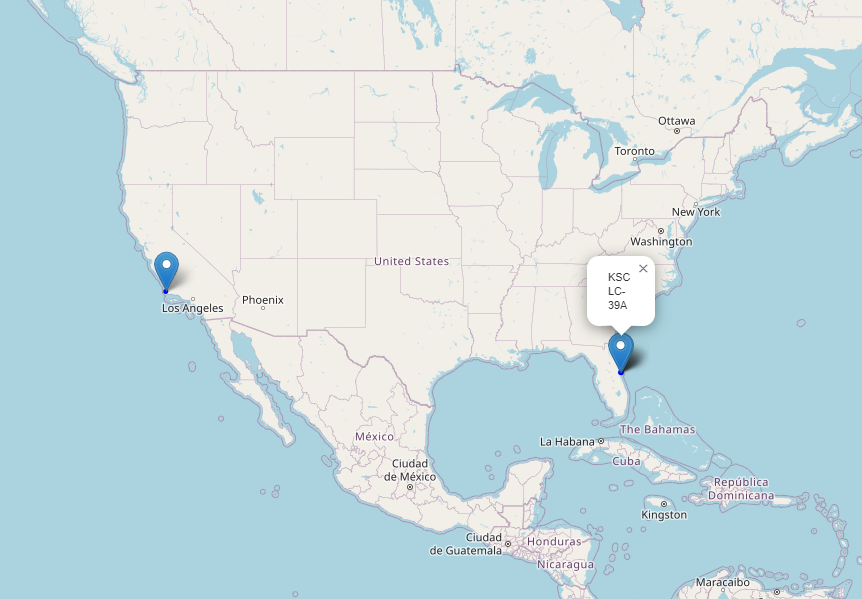 Ottawa
Toronto
New York
Washington
United States
KSC
LC-
39A
×
Los Angeles
Phoenix
The Bahamas
México
La Habana
Cuba
Ciudad
de México
República
Dominicana
Kingston
Ciudad
de Guatemala
Honduras
Nicaragua
Maracaibo